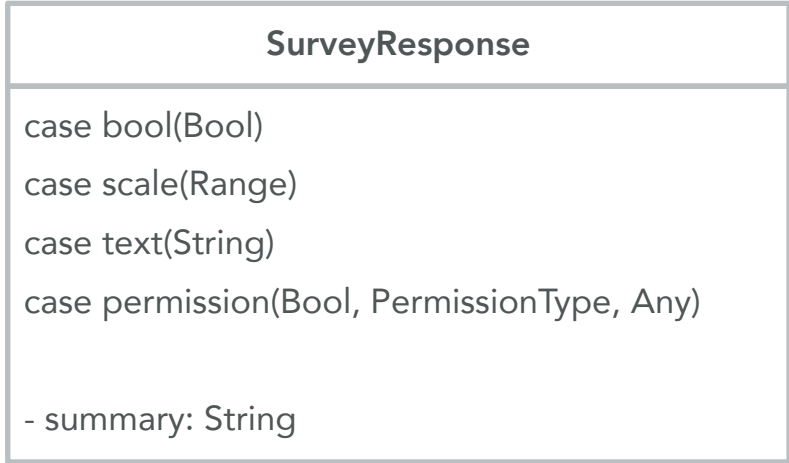 SurveyResponse
case bool(Bool)
case scale(Range)
case text(String)
case permission(Bool, PermissionType, Any)
- summary: String